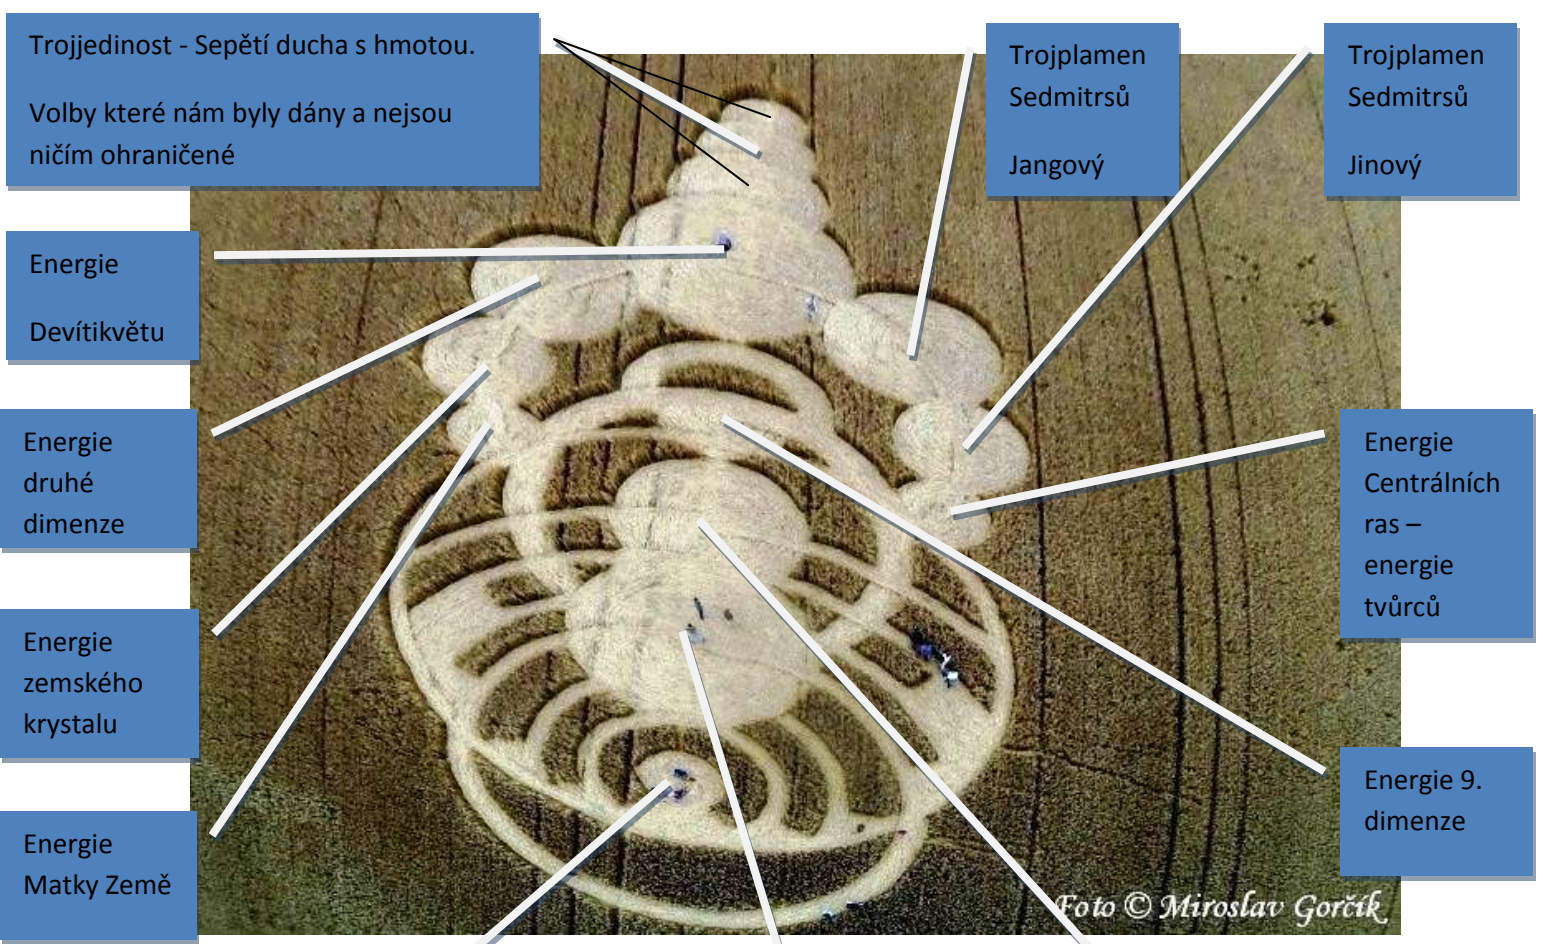 Trojjedinost - Sepětí ducha s hmotou.
Volby které nám byly dány a nejsou
ničím ohraničené
Trojplamen
Sedmitrsů
Jangový
Trojplamen
Sedmitrsů
Jinový
Energie
Devítikvětu
Energie
druhé
dimenze
Energie
Centrálních
ras –
energie
tvůrců
Energie
zemského
krystalu
Energie 9.
dimenze
Energie
Matky Země
Foto © Miroslav Gorčík